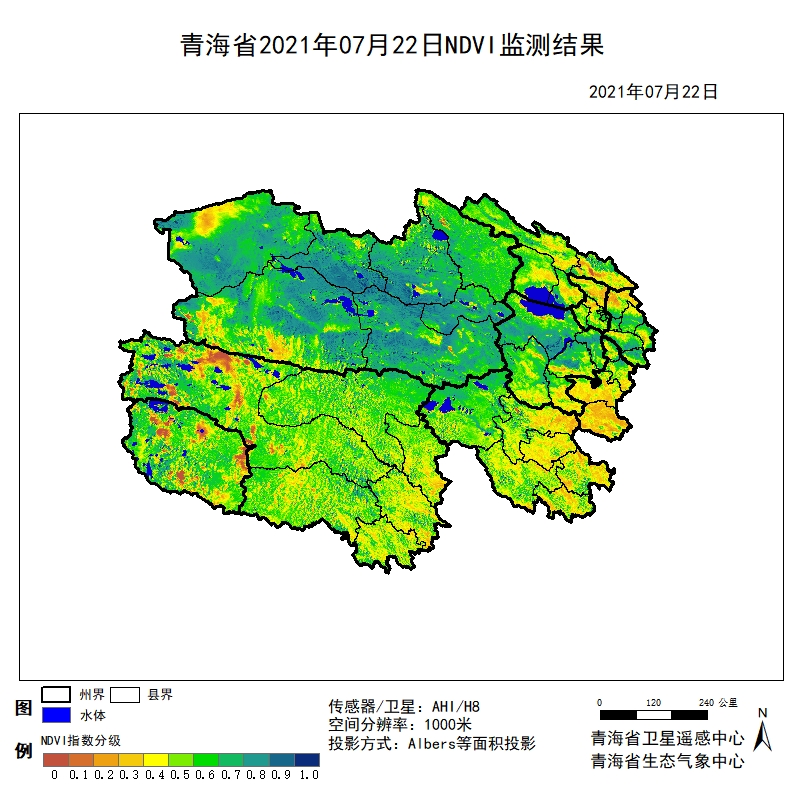 青海省2021年07月22日NDVI监测结果
2021年07月22日
图例
州界 县界
水体
NDVI指数分级
0 0.1 0.2 0.3 0.4 0.5 0.6 0.7 0.8 0.9 1.0
传感器/卫星: AHI/H8
空间分辨率: 1000米
投影方式: Albers等面积投影
0 120 240 公里
N
青海省卫星遥感中心
青海省生态气象中心